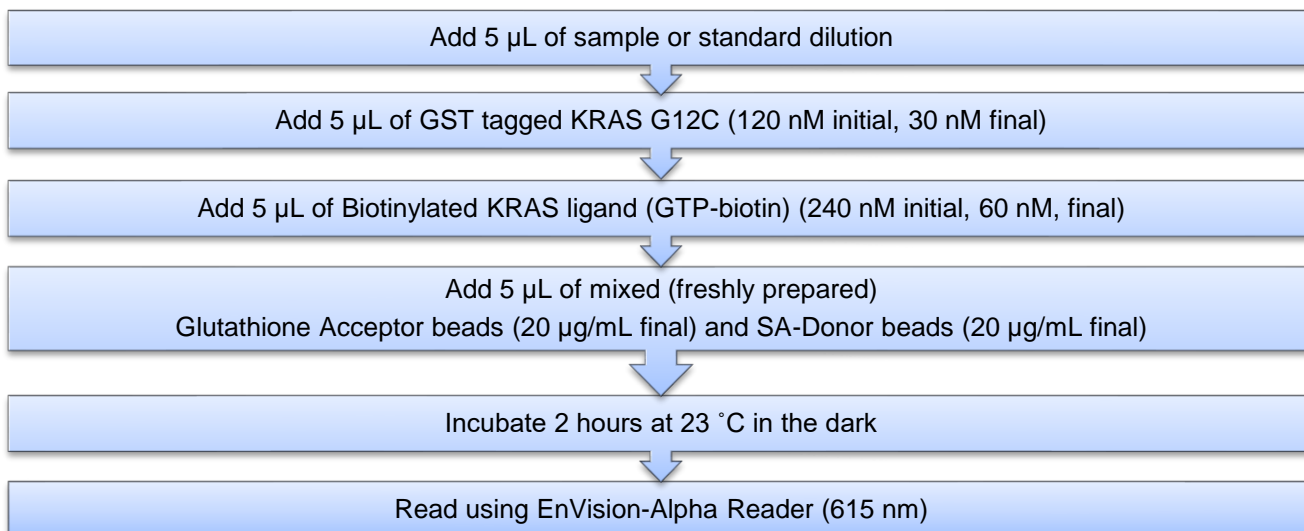 Add 5 µL of sample or standard dilution
Add 5 µL of GST tagged KRAS G12C (120 nM initial, 30 nM final)
Add 5 µL of Biotinylated KRAS ligand (GTP-biotin) (240 nM initial, 60 nM, final)
Add 5 µL of mixed (freshly prepared)
Glutathione Acceptor beads (20 µg/mL final) and SA-Donor beads (20 µg/mL final)
Incubate 2 hours at 23 ˚C in the dark
Read using EnVision-Alpha Reader (615 nm)